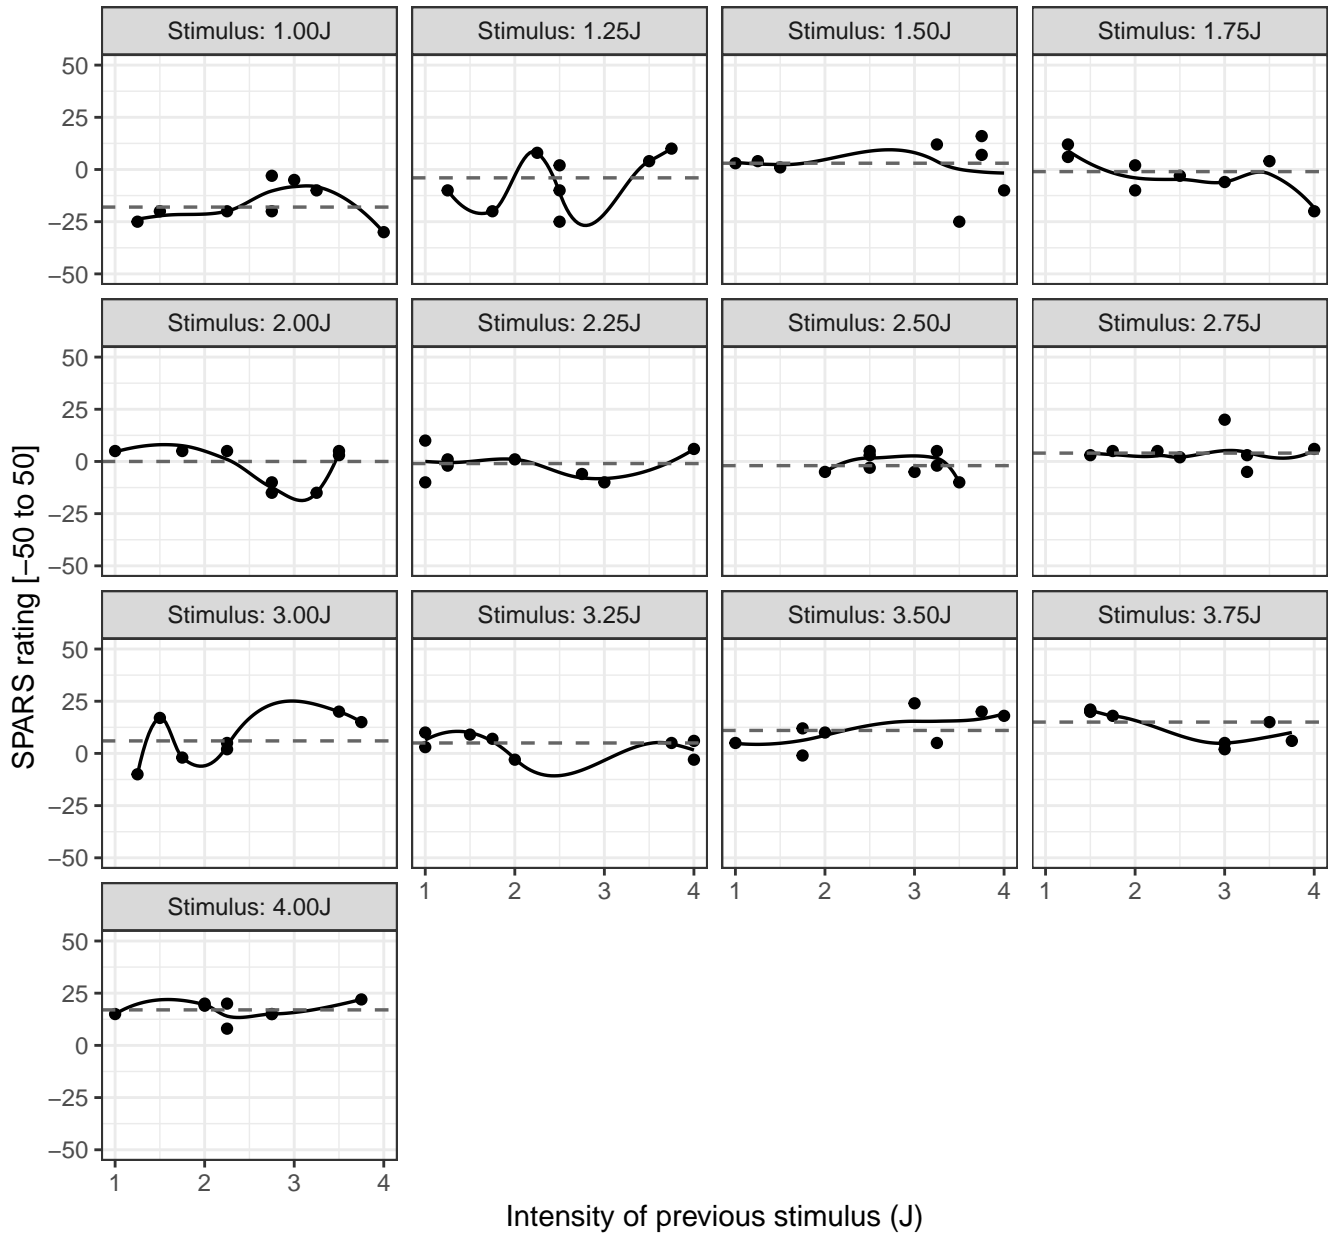 Stimulus: 1.00J
Stimulus: 1.25J
Stimulus: 1.50J
Stimulus: 1.75J
50
25
0
−25
−50
Stimulus: 2.00J
Stimulus: 2.25J
Stimulus: 2.50J
Stimulus: 2.75J
50
25
0
−25
−50
Stimulus: 3.00J
Stimulus: 3.25J
Stimulus: 3.50J
Stimulus: 3.75J
50
25
0
−25
−50
1 2 3 4
1 2 3 4
1 2 3 4
Stimulus: 4.00J
50
25
0
−25
−50
1 2 3 4
SPARS rating [−50 to 50]
Intensity of previous stimulus (J)